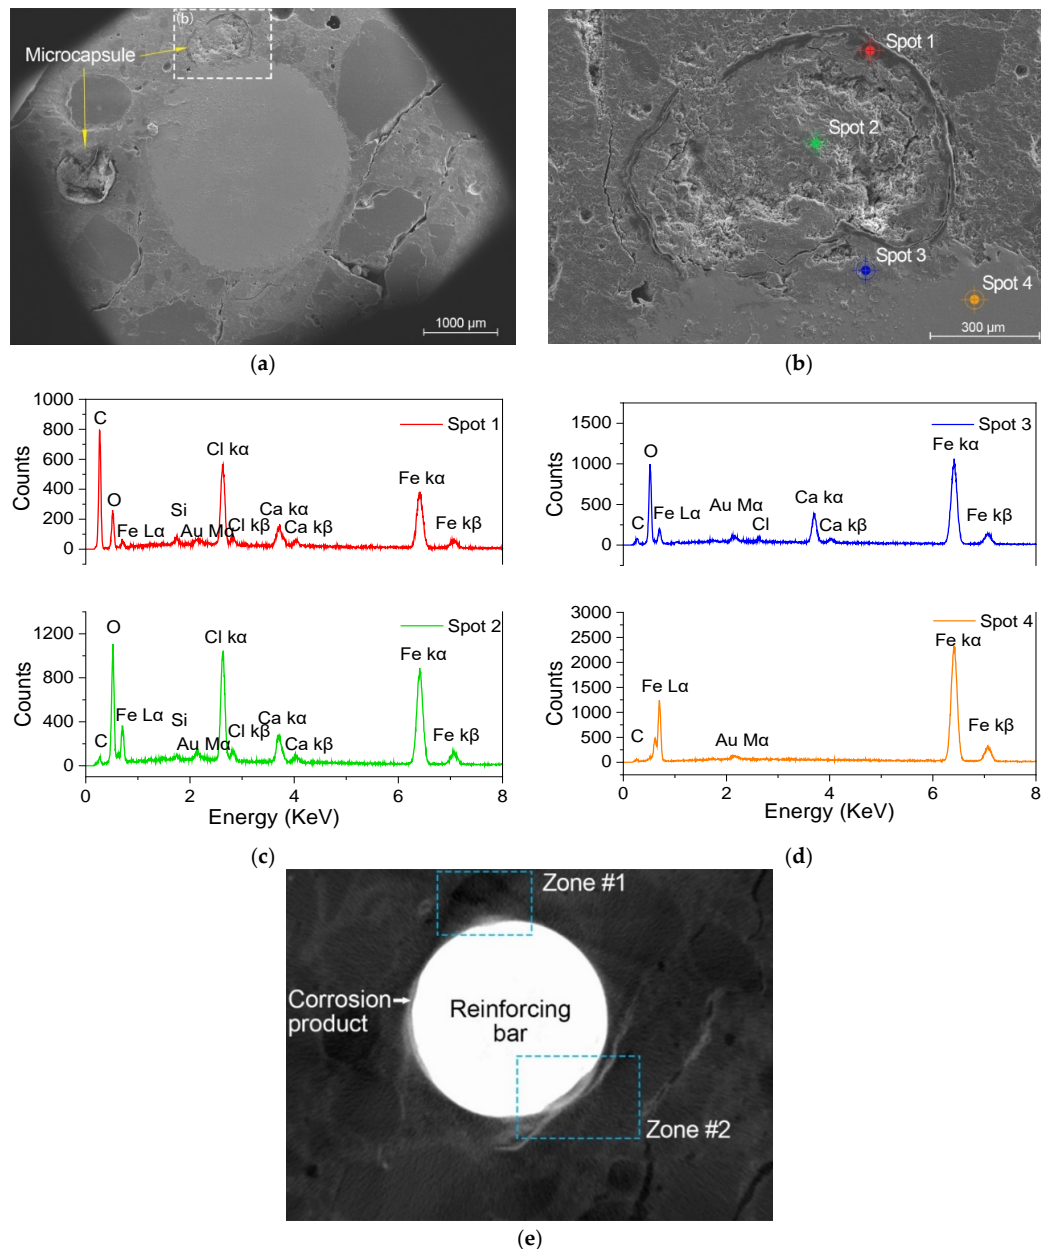 (b)
Microcapsule
1000 µm
(a)
Spot 1
Spot 2
Spot 3
Spot 4
300 µm
(b)
1000
800
600
400
200
0
Counts
C
O
Fe Lα
Si
Au Mα
Cl kα
Cl kβ
Ca kα
Ca kβ
Fe kα
Fe kβ
Spot 1
1500
1000
500
0
Counts
C
O
Fe Lα
Au Mα
Cl
Ca kα
Ca kβ
Fe kα
Fe kβ
Spot 3
1200
800
400
0
Counts
C
O
Fe Lα
Si
Au Mα
Cl kα
Cl kβ
Ca kα
Ca kβ
Fe kα
Fe kβ
Spot 2
0 2 4 6 8
Energy (KeV)
(c)
3000
2500
2000
1500
1000
500
0
Counts
C
Fe Lα
Au Mα
Fe kα
Fe kβ
Spot 4
0 2 4 6 8
Energy (KeV)
(d)
Zone #1
Corrosion
product
Reinforcing
bar
Zone #2
(e)